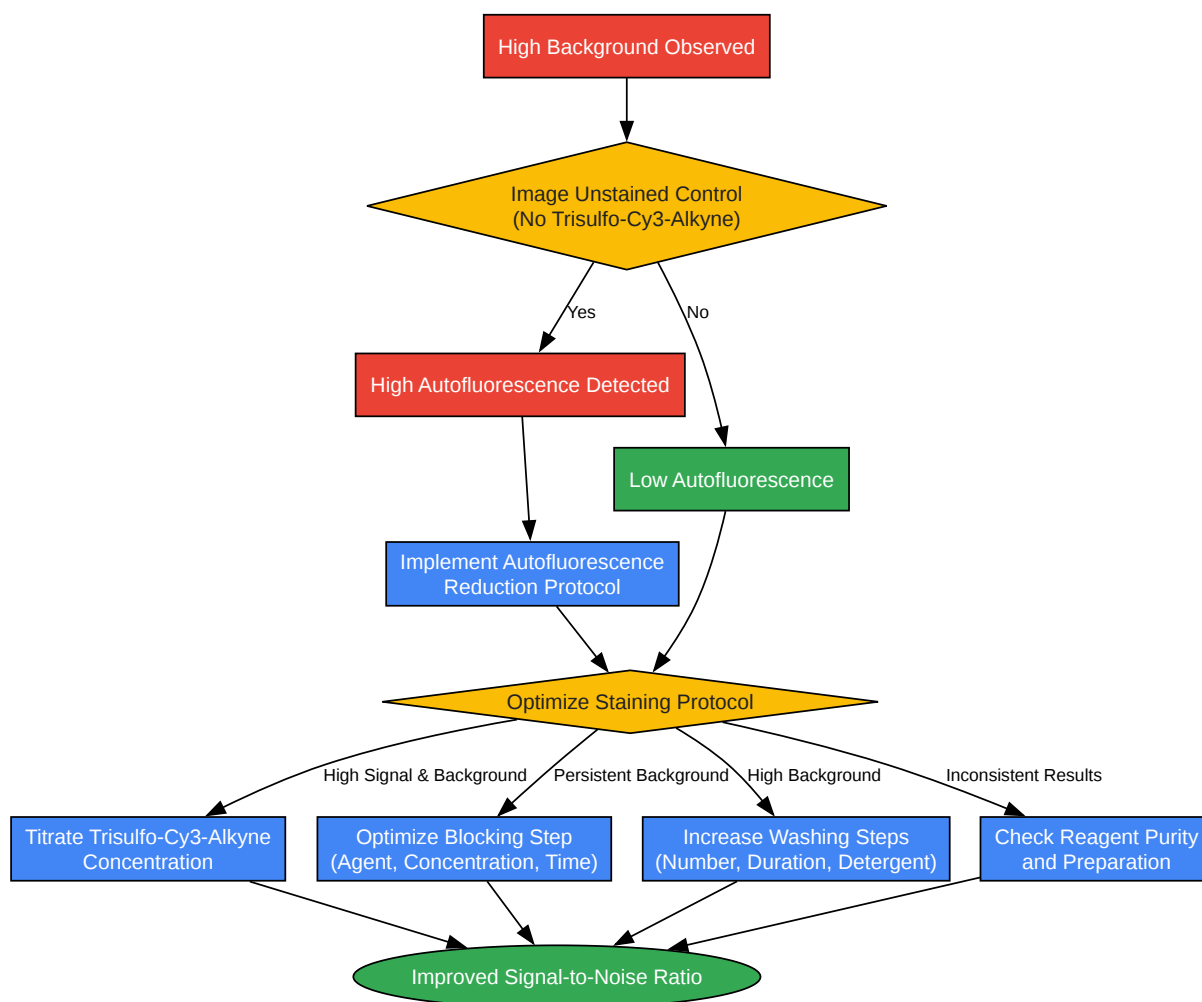 High Background Observed
Image Unstained Control
(No Trisulfo-Cy3-Alkyne)
Yes
No
High Autofluorescence Detected
Low Autofluorescence
Implement Autofluorescence
Reduction Protocol
Optimize Staining Protocol
High Signal & Background
Persistent Background
High Background
Inconsistent Results
Titrate Trisulfo-Cy3-Alkyne
Concentration
Optimize Blocking Step
(Agent, Concentration, Time)
Increase Washing Steps
(Number, Duration, Detergent)
Check Reagent Purity
and Preparation
Improved Signal-to-Noise Ratio